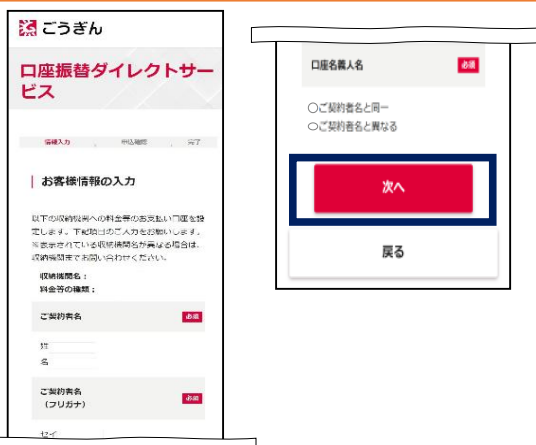 ごうぎん
口座振替ダイレクトサー
ビス
情報入力
申込確認
完了
お客様情報の入力
以下の収納機関への料金等のお支払い口座を設
定します。下記項目のご入力をお願いします。
※表示されている収納機関名が異なる場合は、
収納機関までお問い合わせください。
収納機関名：
料金等の種類：
ご契約者名
必須
姓
名
ご契約者名
（フリガナ）
必須
セイ
口座名義人名
必須
○ご契約者名と同一
○ご契約者名と異なる
次へ
戻る